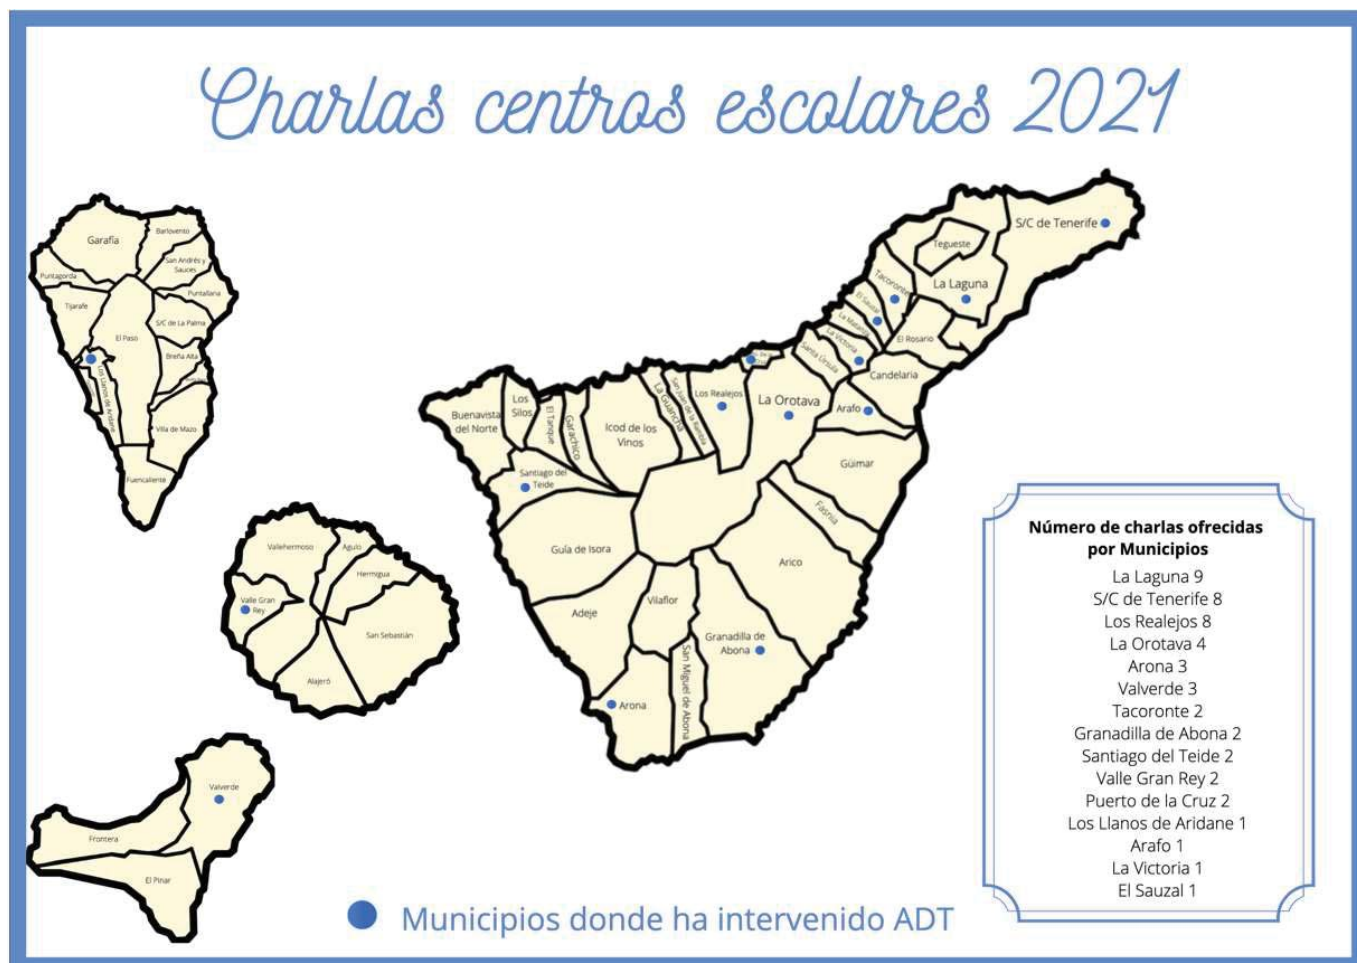 Charlas centros escolares 2021
Garafía
Barlovento
San Andrés y
Sauces
Puntagorda
Puntallana
Tijarafe
S/C de La Palma
El Paso
Breña Alta
Los Llanos de Aridane
Villa de Mazo
Fuencaliente
Vallehermoso
Agulo
Hermigua
Valle Gran
Rey
San Sebastián
Alajeró
Valverde
Frontera
El Pinar
S/C de Tenerife
Tegueste
La Laguna
Tacoronte
El Sauzal
La Matanza
La Victoria
El Rosario
Santa Úrsula
Candelaria
Arafo
La Orotava
Los Realejos
San Juan de la Rambla
La Guancha
Icod de los
Vinos
Garachico
El Tanque
Los
Silos
Buenavista
del Norte
Santiago del
Teide
Güimar
Fasnia
Arico
Guía de Isora
Adeje
Vilaflor
Granadilla de
Abona
San Miguel de Abona
Arona
Número de charlas ofrecidas
por Municipios
La Laguna 9
S/C de Tenerife 8
Los Realejos 8
La Orotava 4
Arona 3
Valverde 3
Tacoronte 2
Granadilla de Abona 2
Santiago del Teide 2
Valle Gran Rey 2
Puerto de la Cruz 2
Los Llanos de Aridane 1
Arafo 1
La Victoria 1
El Sauzal 1
Municipios donde ha intervenido ADT